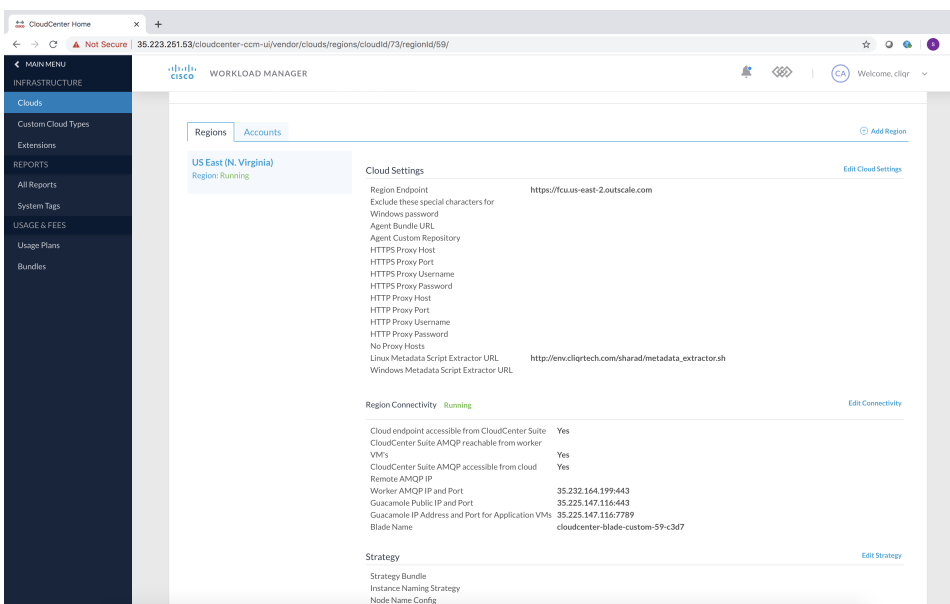 CloudCenter Home
Not Secure | 35.223.251.53/cloudcenter-ccm-ui/vendor/clouds/regions/cloudId/73/regionId/59/
MAIN MENU
INFRASTRUCTURE
Clouds
Custom Cloud Types
Extensions
REPORTS
All Reports
System Tags
USAGE & FEES
Usage Plans
Bundles
CISCO WORKLOAD MANAGER
CA Welcome, cliqr
Regions Accounts
Add Region
US East (N. Virginia)
Region: Running
Cloud Settings Edit Cloud Settings
Region Endpoint https://fcu.us-east-2.outscale.com
Exclude these special characters for
Windows password
Agent Bundle URL
Agent Custom Repository
HTTPS Proxy Host
HTTPS Proxy Port
HTTPS Proxy Username
HTTPS Proxy Password
HTTP Proxy Host
HTTP Proxy Port
HTTP Proxy Username
HTTP Proxy Password
No Proxy Hosts
Linux Metadata Script Extractor URL http://env.cliqrtech.com/sharad/metadata_extractor.sh
Windows Metadata Script Extractor URL
Region Connectivity Running Edit Connectivity
Cloud endpoint accessible from CloudCenter Suite Yes
CloudCenter Suite AMQP reachable from worker
VM's Yes
CloudCenter Suite AMQP accessible from cloud Yes
Remote AMQP IP
Worker AMQP IP and Port 35.232.164.199:443
Guacamole Public IP and Port 35.225.147.116:443
Guacamole IP Address and Port for Application VMs 35.225.147.116:7789
Blade Name cloudcenter-blade-custom-59-c3d7
Strategy Edit Strategy
Strategy Bundle
Instance Naming Strategy
Node Name Config